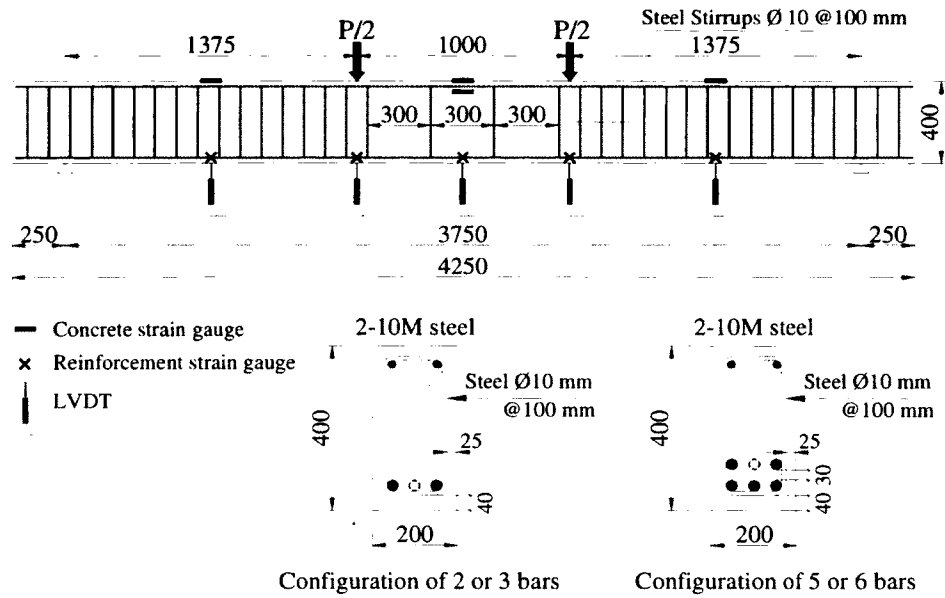 Steel Stirrups Ø 10 @100 mm
P/2 P/2
1375 1000 1375
300 300 300
400
250 3750 250
4250
Concrete strain gauge
Reinforcement strain gauge
LVDT
2-10M steel
Steel Ø10 mm
@100 mm
400
25
40
200
Configuration of 2 or 3 bars
2-10M steel
Steel Ø10 mm
@100 mm
400
25
30
40
200
Configuration of 5 or 6 bars